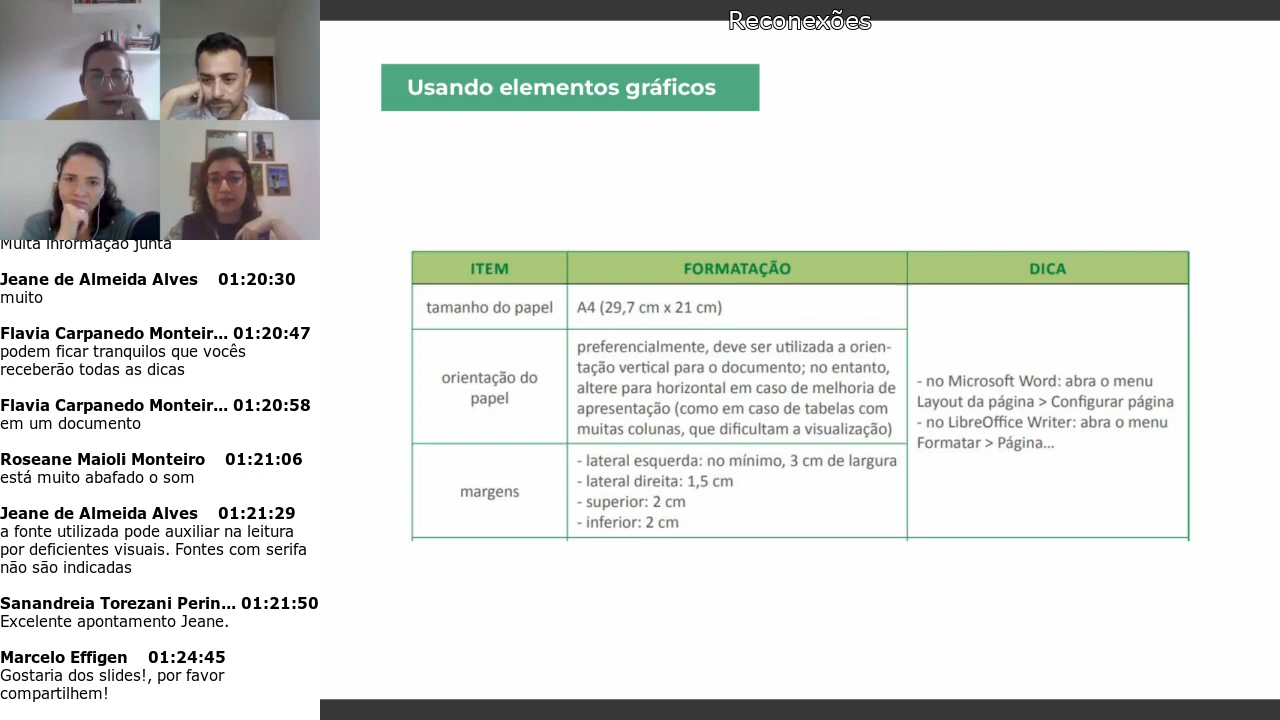 Reconexões
Usando elementos gráficos
Muita informação junta
Jeane de Almeida Alves 01:20:30
muito
Flavia Carpanedo Monteir... 01:20:47
podem ficar tranquilos que vocês
receberão todas as dicas
Flavia Carpanedo Monteir... 01:20:58
em um documento
Roseane Maioli Monteiro 01:21:06
está muito abafado o som
Jeane de Almeida Alves 01:21:29
a fonte utilizada pode auxiliar na leitura
por deficientes visuais. Fontes com serifa
não são indicadas
Sanandreia Torezani Perin... 01:21:50
Excelente apontamento Jeane.
Marcelo Effigen 01:24:45
Gostaria dos slides!, por favor
compartilhem!
ITEM FORMATAÇÃO DICA
tamanho do papel
A4 (29,7 cm x 21 cm)
orientação do
papel
preferencialmente, deve ser utilizada a orien-
tação vertical para o documento; no entanto,
altere para horizontal em caso de melhoria de
apresentação (como em caso de tabelas com
muitas colunas, que dificultam a visualização)
margens
- lateral esquerda: no mínimo, 3 cm de largura
- lateral direita: 1,5 cm
- superior: 2 cm
- inferior: 2 cm
- no Microsoft Word: abra o menu
Layout da página > Configurar página
- no LibreOffice Writer: abra o menu
Formatar > Página...